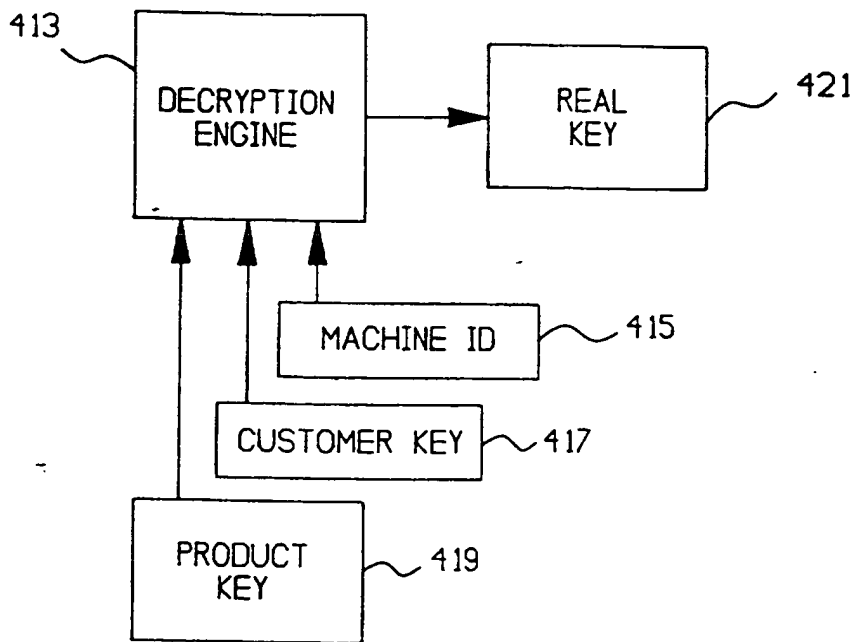 413
DECRYPTION
ENGINE
REAL
KEY
421
MACHINE ID
415
CUSTOMER KEY
417
PRODUCT
KEY
419